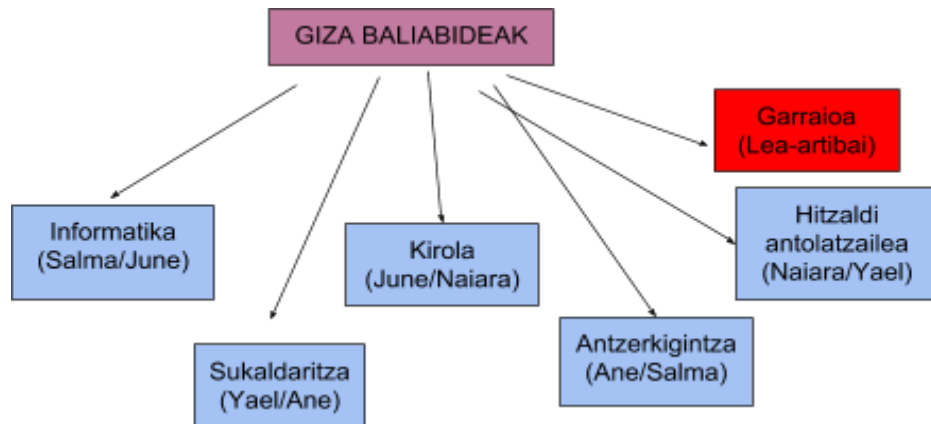 GIZA BALIABIDEAK
Garraioa
(Lea-artibai)
Informatika
(Salma/June)
Kirola
(June/Naiara)
Hitzaldi
antolatzailea
(Naiara/Yael)
Sukaldaritza
(Yael/Ane)
Antzerkigintza
(Ane/Salma)